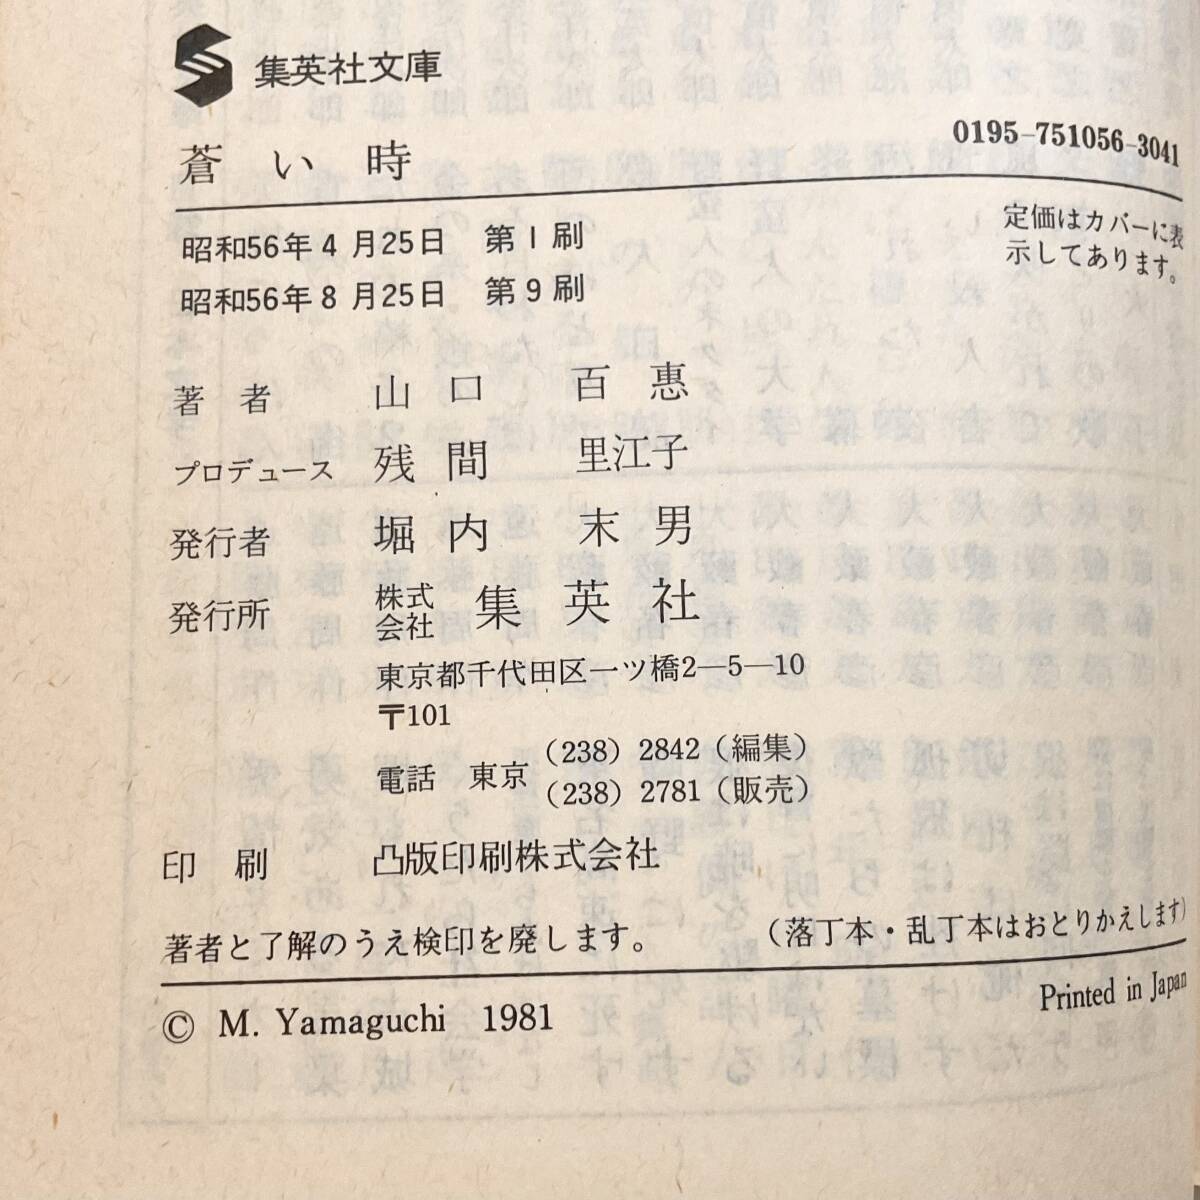 集英社文庫
蒼い時
0195-751056-3041
定価はカバーに表
示してあります。
昭和56年4月25日 第1刷
昭和56年8月25日 第9刷
著者 山口百惠
プロデュース 残間里江子
発行者 堀内末男
発行所 株式会社 集英社
東京都千代田区一ツ橋2—5—10
〒101
電話 東京 (238) 2842 (編集)
(238) 2781 (販売)
印刷 凸版印刷株式会社
著者と了解のうえ検印を廃します。 (落丁本・乱丁本はおとりかえします)
© M. Yamaguchi 1981
Printed in Japan